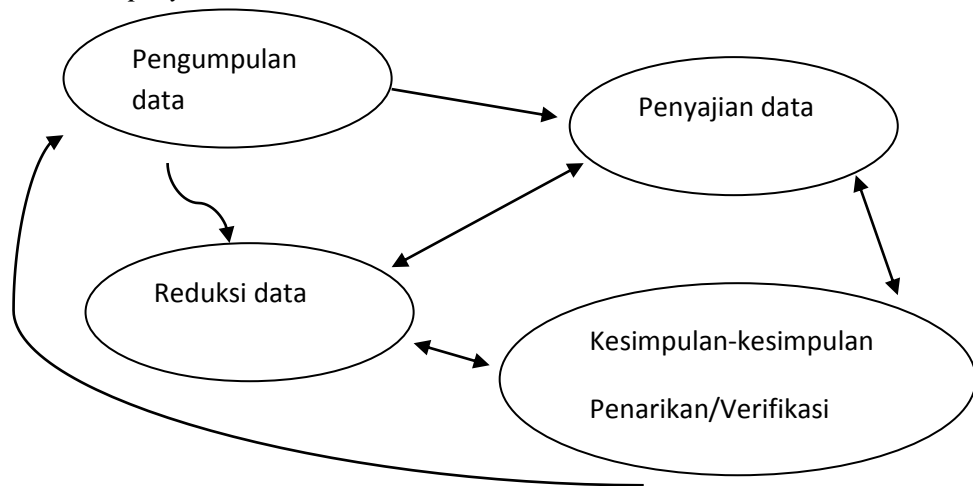 Pengumpulan
data
Penyajian data
Reduksi data
Kesimpulan-kesimpulan
Penarikan/Verifikasi